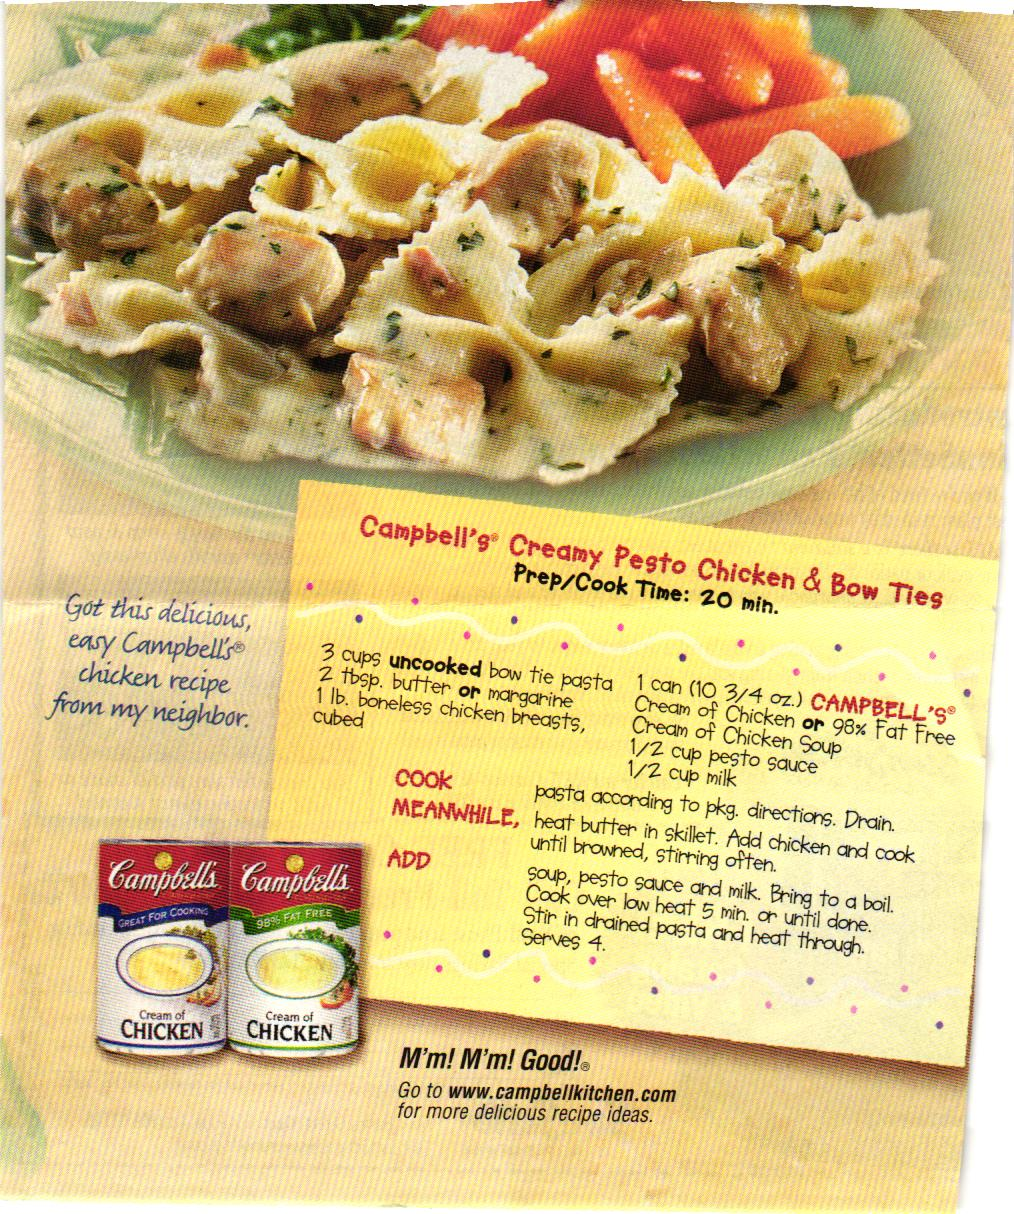 Campbell's® Creamy Pesto Chicken & Bow Ties
Prep/Cook Time: 20 min.
Got this delicious,
easy Campbell's®
chicken recipe
from my neighbor.
3 cups uncooked bow tie pasta
2 tbsp. butter or margarine
1 lb. boneless chicken breasts,
cubed
1 can (10 3/4 oz.) CAMPBELL'S®
Cream of Chicken or 98% Fat Free
Cream of Chicken Soup
1/2 cup pesto sauce
1/2 cup milk
COOK pasta according to pkg. directions. Drain.
MEANWHILE, heat butter in skillet. Add chicken and cook
until browned, stirring often.
ADD soup, pesto sauce and milk. Bring to a boil.
Cook over low heat 5 min. or until done.
Stir in drained pasta and heat through.
Serves 4.
Campbell's
GREAT FOR COOKING
Cream of
CHICKEN
Campbell's
98% FAT FREE
Cream of
CHICKEN
M'm! M'm! Good!®
Go to www.campbellkitchen.com
for more delicious recipe ideas.